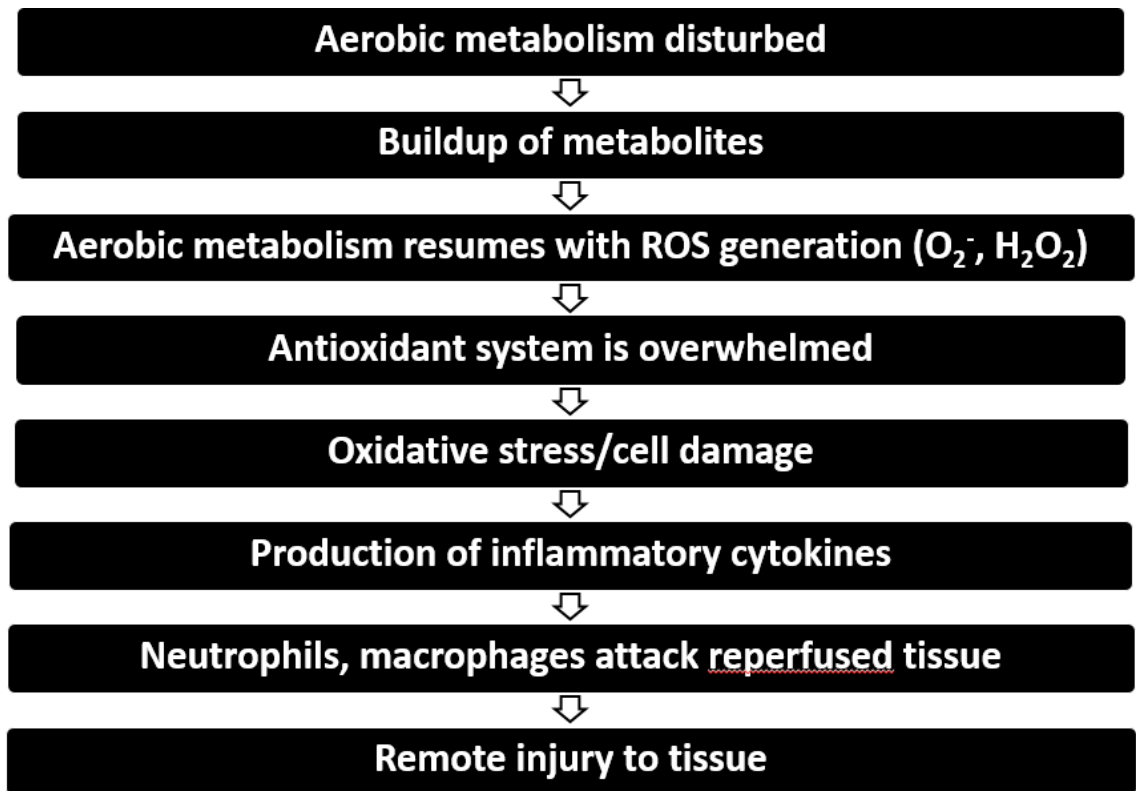 Aerobic metabolism disturbed
Buildup of metabolites
Aerobic metabolism resumes with ROS generation (O₂⁻, H₂O₂)
Antioxidant system is overwhelmed
Oxidative stress/cell damage
Production of inflammatory cytokines
Neutrophils, macrophages attack reperfused tissue
Remote injury to tissue